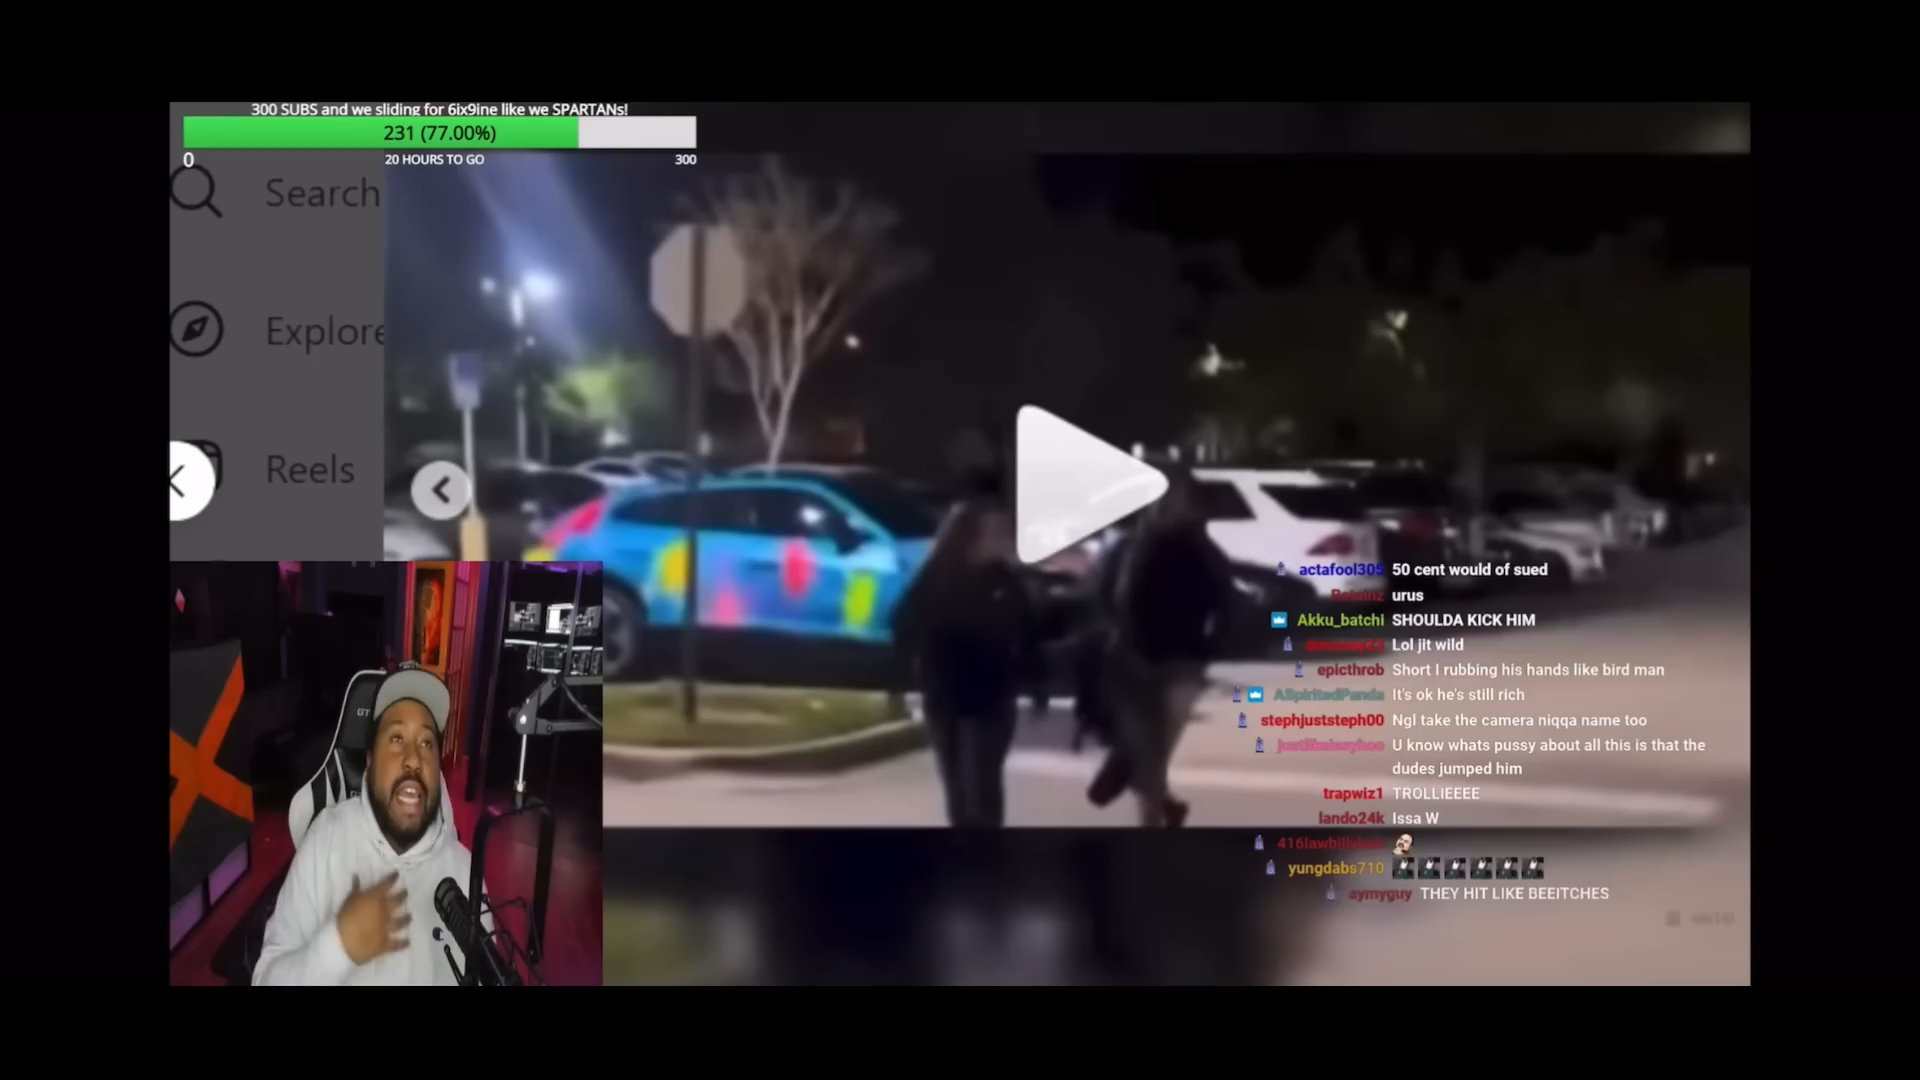 300 SUBS and we sliding for 6ix9ine like we SPARTANs!
231 (77.00%)
0
20 HOURS TO GO
300
Search
Explore
Reels
GT
actafool305 50 cent would of sued
urus
Akku_batchi SHOULDA KICK HIM
Lol jit wild
epicthrob Short I rubbing his hands like bird man
ASpiritedPanda It's ok he's still rich
stephjuststeph00 Ngl take the camera niqqa name too
U know whats pussy about all this is that the
dudes jumped him
trapwiz1 TROLLIEEEE
lando24k Issa W
yungdabs710
aymyguy THEY HIT LIKE BEEITCHES